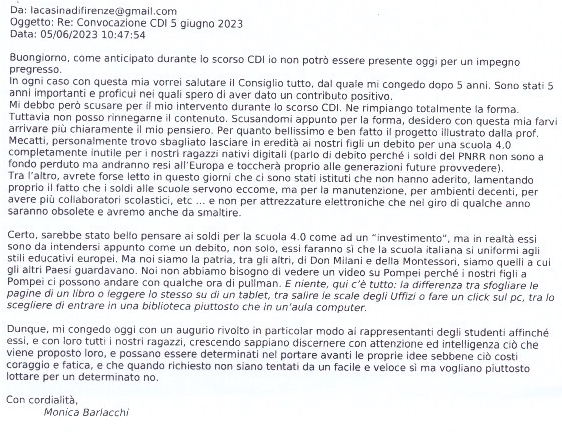 Da: lacasinadifirenze@gmail.com
Oggetto: Re: Convocazione CDI 5 giugno 2023
Data: 05/06/2023 10:47:54
Buongiorno, come anticipato durante lo scorso CDI io non potrò essere presente oggi per un impegno
pregresso.
In ogni caso con questa mia vorrei salutare il Consiglio tutto, dal quale mi congedo dopo 5 anni. Sono stati 5
anni importanti e proficui nei quali spero di aver dato un contributo positivo.
Mi debbo però scusare per il mio intervento durante lo scorso CDI. Ne rimpiango totalmente la forma.
Tuttavia non posso rinnegarne il contenuto. Scusandomi appunto per la forma, desidero con questa mia farvi
arrivare più chiaramente il mio pensiero. Per quanto bellissimo e ben fatto il progetto illustrato dalla prof.
Mecatti, personalmente trovo sbagliato lasciare in eredità ai nostri figli un debito per una scuola 4.0
completamente inutile per i nostri ragazzi nativi digitali (parlo di debito perchè i soldi del PNRR non sono a
fondo perduto ma andranno resi all'Europa e toccherà proprio alle generazioni future provvedere).
Tra l'altro, avrete forse letto in questo giorni che ci sono stati istituti che non hanno aderito, lamentando
proprio il fatto che i soldi alle scuole servono eccome, ma per la manutenzione, per ambienti decenti, per
avere più collaboratori scolastici, etc ... e non per attrezzature elettroniche che nel giro di qualche anno
saranno obsolete e avremo anche da smaltire.
Certo, sarebbe stato bello pensare ai soldi per la scuola 4.0 come ad un "investimento", ma in realtà essi
sono da intendersi appunto come un debito, non solo, essi faranno sì che la scuola italiana si uniformi agli
stili educativi europei. Ma noi siamo la patria, tra gli altri, di Don Milani e della Montessori, siamo quelli a cui
gli altri Paesi guardavano. Noi non abbiamo bisogno di vedere un video su Pompei perchè i nostri figli a
Pompei ci possono andare con qualche ora di pullman. E niente, qui c'è tutto: la differenza tra sfogliare le
pagine di un libro o leggere lo stesso su di un tablet, tra salire le scale degli Uffizi o fare un click sul pc, tra lo
scegliere di entrare in una biblioteca piuttosto che in un'aula computer.
Dunque, mi congedo oggi con un augurio rivolto in particolar modo ai rappresentanti degli studenti affinché
essi, e con loro tutti i nostri ragazzi, crescendo sappiano discernere con attenzione ed intelligenza ciò che
viene proposto loro, e possano essere determinati nel portare avanti le proprie idee sebbene ciò costi
coraggio e fatica, e che quando richiesto non siano tentati da un facile e veloce sì ma vogliano piuttosto
lottare per un determinato no.
Con cordialità,
Monica Barlacchi